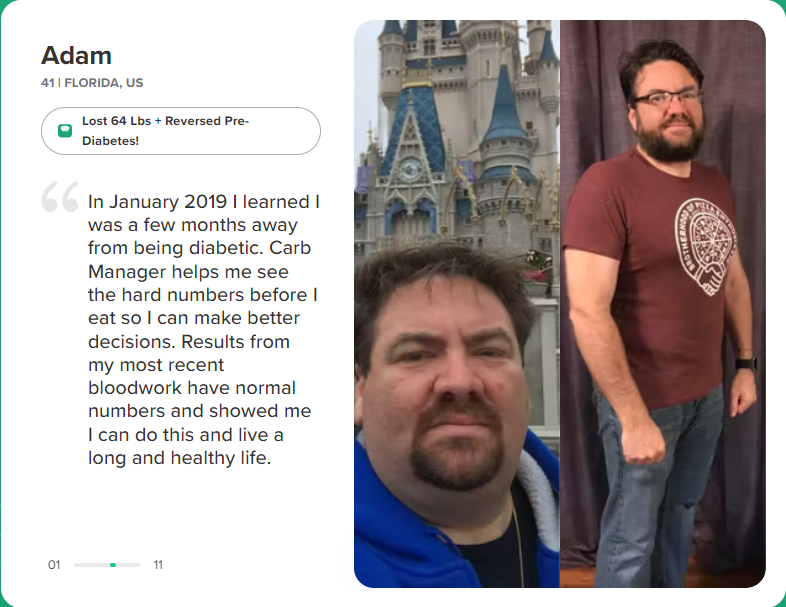 Adam
41 | FLORIDA, US
Lost 64 Lbs + Reversed Pre-
Diabetes!
In January 2019 I learned I
was a few months away
from being diabetic. Carb
Manager helps me see
the hard numbers before I
eat so I can make better
decisions. Results from
my most recent
bloodwork have normal
numbers and showed me
I can do this and live a
long and healthy life.
01
11
BROTHERHOOD OF PIZZA